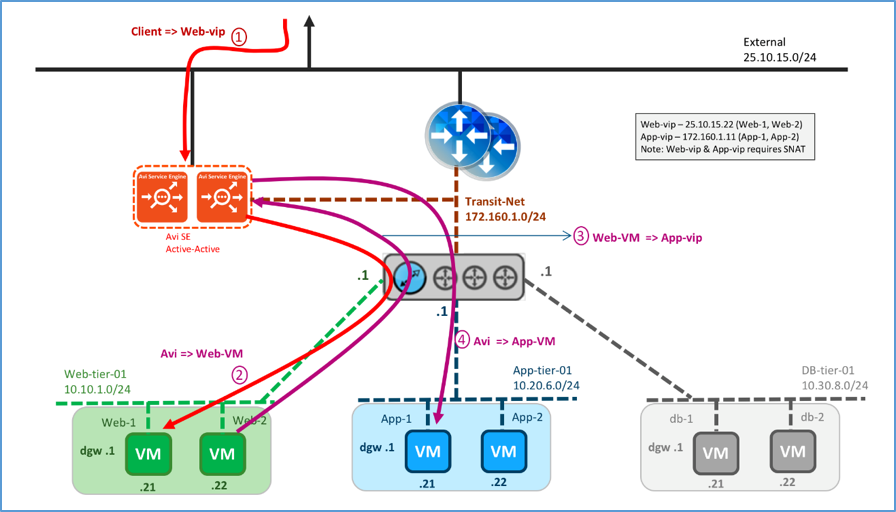 Client => Web-vip 1
External
25.10.15.0/24
Web-vip – 25.10.15.22 (Web-1, Web-2)
App-vip – 172.160.1.11 (App-1, App-2)
Note: Web-vip & App-vip requires SNAT
Avi Service Engine
Avi Service Engine
Avi SE
Active-Active
Transit-Net
172.160.1.0/24
3 Web-VM => App-vip
.1
.1
.1
4 Avi => App-VM
Avi => Web-VM
2
Web-tier-01
10.10.1.0/24
App-tier-01
10.20.6.0/24
DB-tier-01
10.30.8.0/24
Web-1
Web-2
dgw .1
VM
VM
.21
.22
App-1
App-2
dgw .1
VM
VM
.21
.22
db-1
db-2
dgw .1
VM
VM
.21
.22